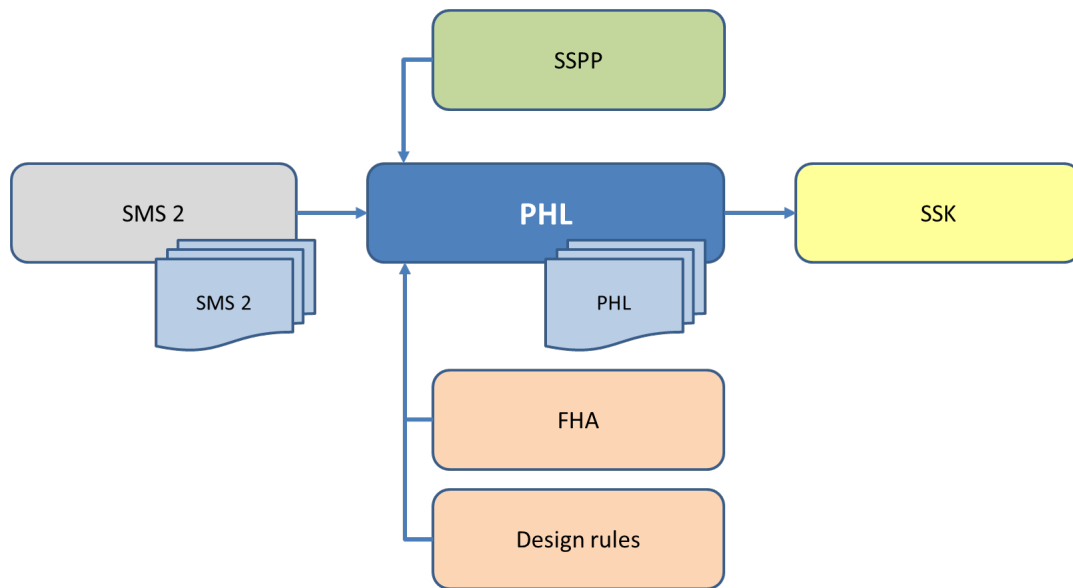 SSPP
SMS 2
PHL
SSK
SMS 2
PHL
FHA
Design rules